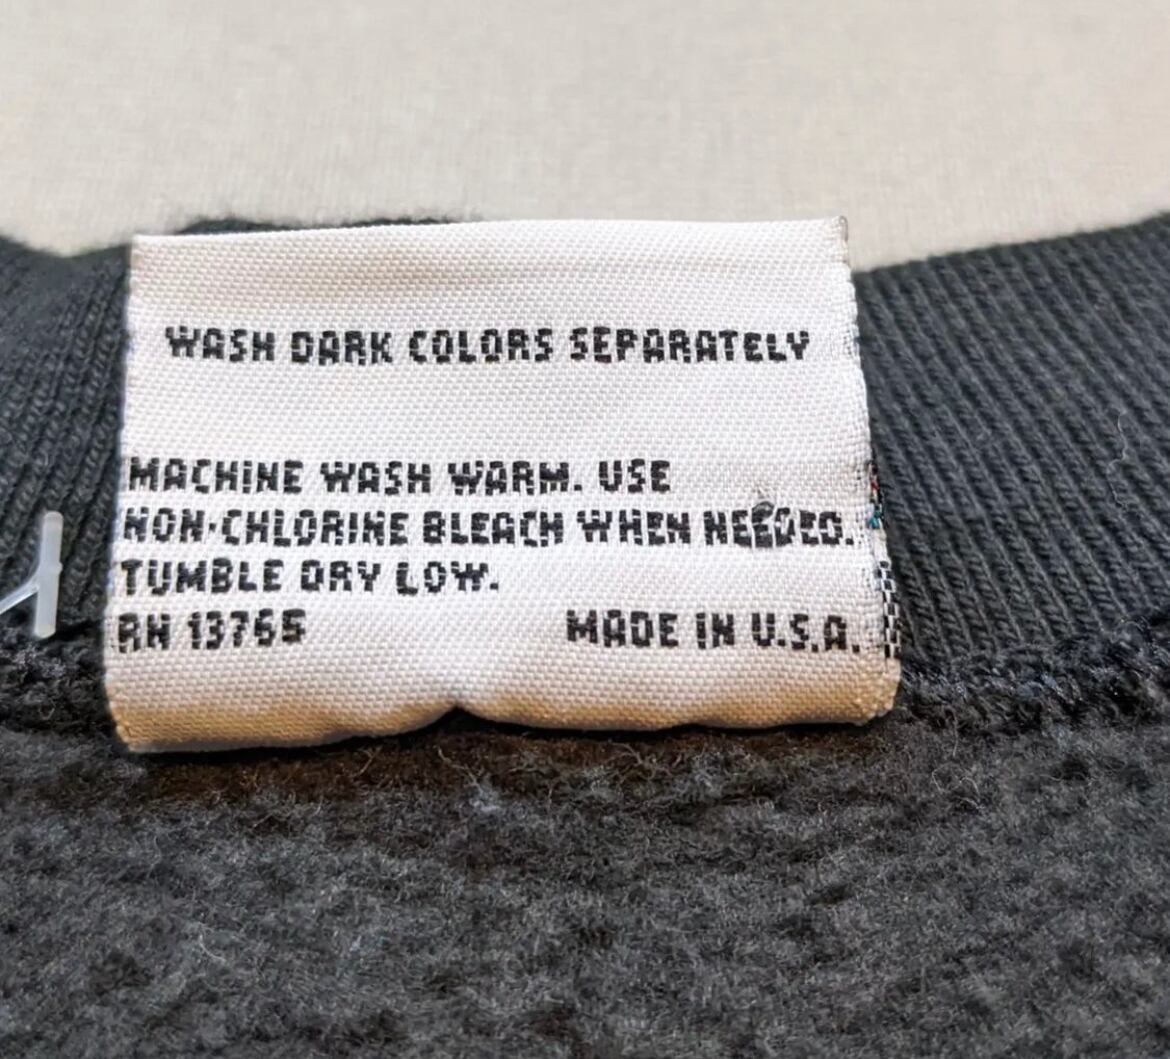 WASH DARK COLORS SEPARATELY
MACHINE WASH WARM. USE
NON-CHLORINE BLEACH WHEN NEEDED.
TUMBLE DRY LOW.
RN 13765 MADE IN U.S.A.